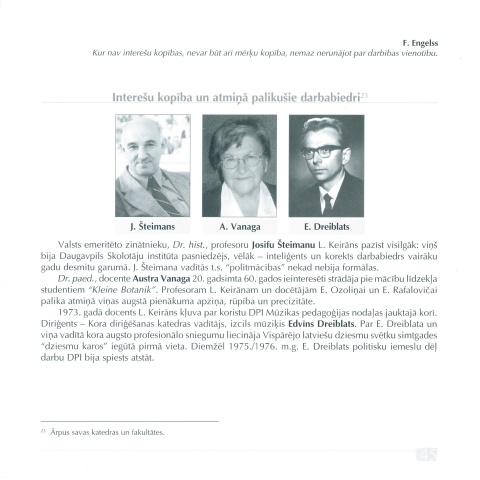 F. Engelss
Kur nav interešu kopības, nevar būt arī mērķu kopība, nemaz nerunājot par darbības vienotību.
Interešu kopība un atmiņā palikušie darbabiedri²³
J. Šteimans
A. Vanaga
E. Dreiblats
Valsts emeritēto zinātnieku, Dr. hist., profesoru Josifu Šteimanu L. Keirāns pazīst visilgāk: viņš
bija Daugavpils Skolotāju institūta pasniedzējs, vēlāk – inteliģents un korekts darbabiedrs vairāku
gadu desmitu garumā. J. Šteimana vadītās t.s. “politmācības” nekad nebija formālas.
Dr. paed., docente Austra Vanaga 20. gadsimta 60. gados ieinteresēti strādāja pie mācību līdzekļa
studentiem “Kleine Botanik”. Profesoram L. Keirānam un docētājām E. Ozoliņai un E. Rafalovičai
palika atmiņā viņas augstā pienākuma apziņa, rūpība un precizitāte.
1973. gadā docents L. Keirāns kļuva par koristu DPI Mūzikas pedagoģijas nodaļas jauktajā korī.
Diriģents – Kora diriģēšanas katedras vadītājs, izcils mūziķis Edvīns Dreiblats. Par E. Dreiblata un
viņa vadītā kora augsto profesionālo sniegumu liecināja Vispārējo latviešu dziesmu svētku simtgades
“dziesmu karos” iegūtā pirmā vieta. Diemžēl 1975./1976. m.g. E. Dreiblats politisku iemeslu dēļ
darbu DPI bija spiests atstāt.
²³ Ārpus savas katedras un fakultātes.
45